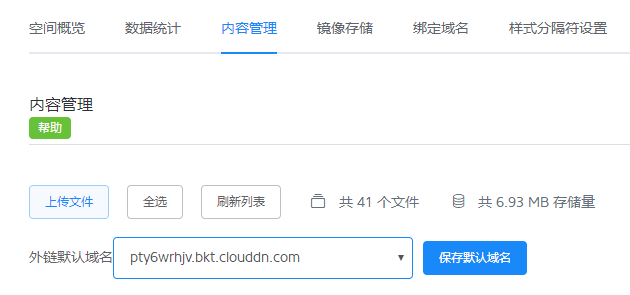 空间概览 数据统计 内容管理 镜像存储 绑定域名 样式分隔符设置
内容管理
帮助
上传文件 全选 刷新列表 共 41 个文件 共 6.93 MB 存储量
外链默认域名 pty6wrhjv.bkt.clouddn.com 保存默认域名